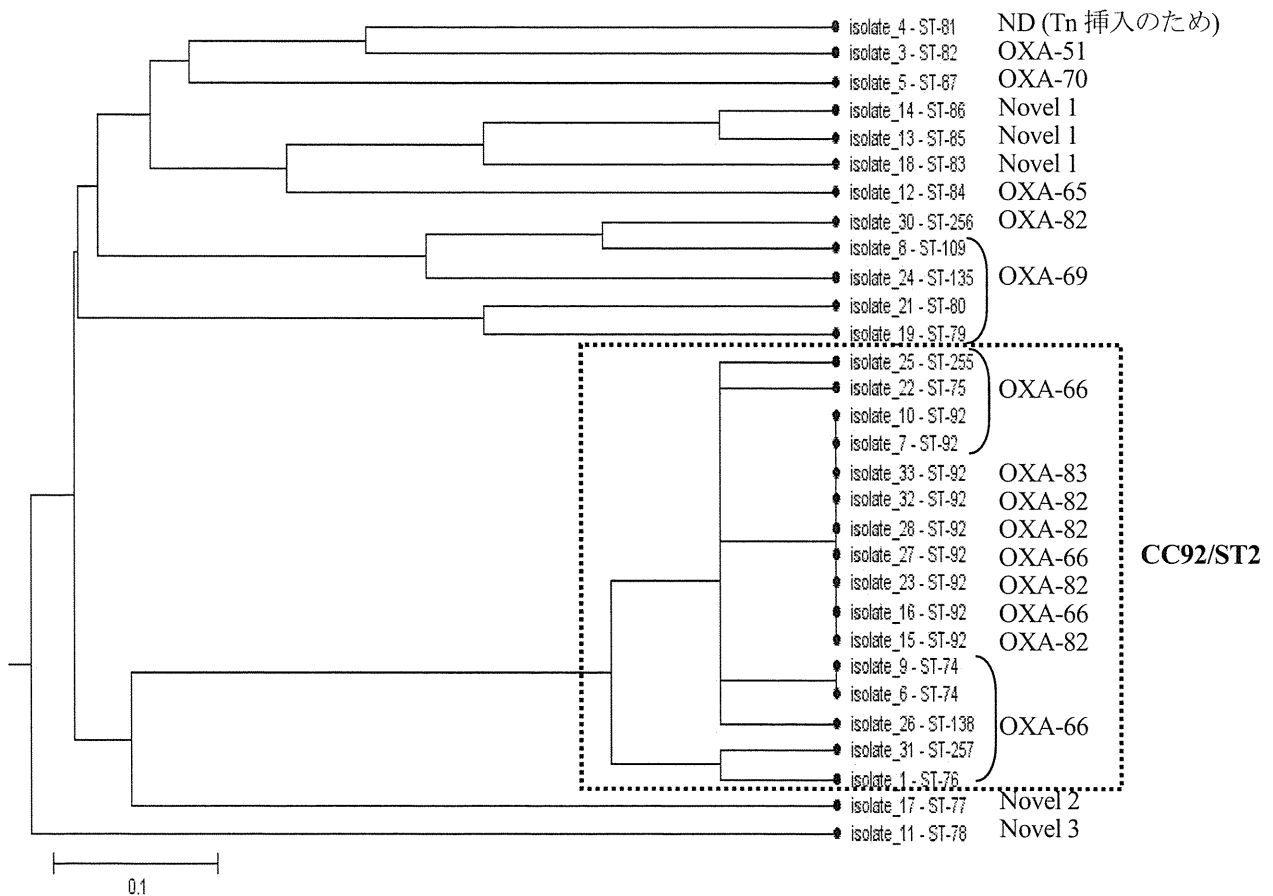 isolate_4 - ST-81 ND (Tn 挿入のため)
isolate_3 - ST-82 OXA-51
isolate_5 - ST-87 OXA-70
isolate_14 - ST-86 Novel 1
isolate_13 - ST-85 Novel 1
isolate_18 - ST-83 Novel 1
isolate_12 - ST-84 OXA-65
isolate_30 - ST-256 OXA-82
isolate_8 - ST-109
isolate_24 - ST-135 OXA-69
isolate_21 - ST-80
isolate_19 - ST-79
isolate_25 - ST-255
isolate_22 - ST-75 OXA-66
isolate_10 - ST-92
isolate_7 - ST-92
isolate_33 - ST-92 OXA-83
isolate_32 - ST-92 OXA-82
isolate_28 - ST-92 OXA-82
isolate_27 - ST-92 OXA-66
CC92/ST2
isolate_23 - ST-92 OXA-82
isolate_16 - ST-92 OXA-66
isolate_15 - ST-92 OXA-82
isolate_9 - ST-74
isolate_6 - ST-74
isolate_26 - ST-138 OXA-66
isolate_31 - ST-257
isolate_1 - ST-76
isolate_17 - ST-77 Novel 2
isolate_11 - ST-78 Novel 3
0.1